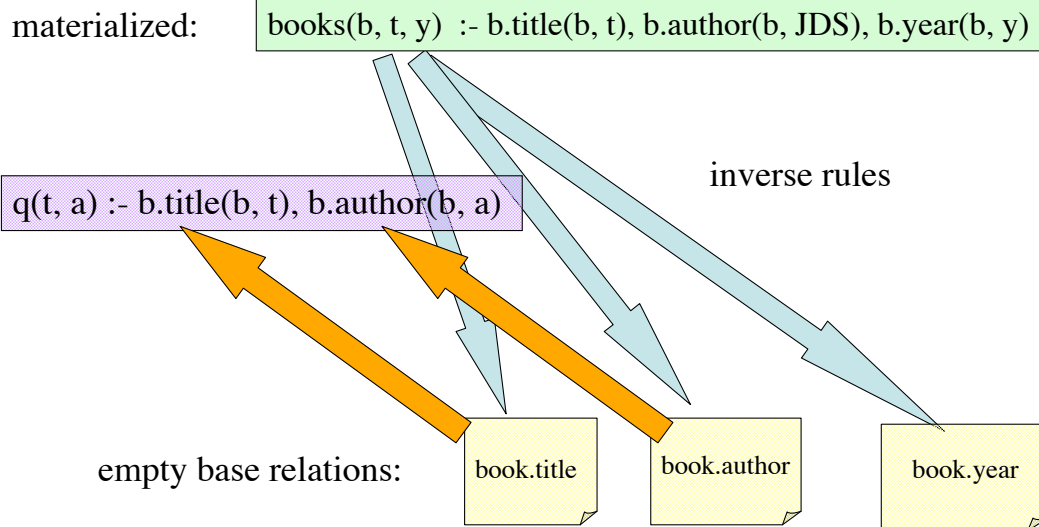 materialized:
books(b, t, y) :- b.title(b, t), b.author(b, JDS), b.year(b, y)
inverse rules
q(t, a) :- b.title(b, t), b.author(b, a)
empty base relations:
book.title
book.author
book.year